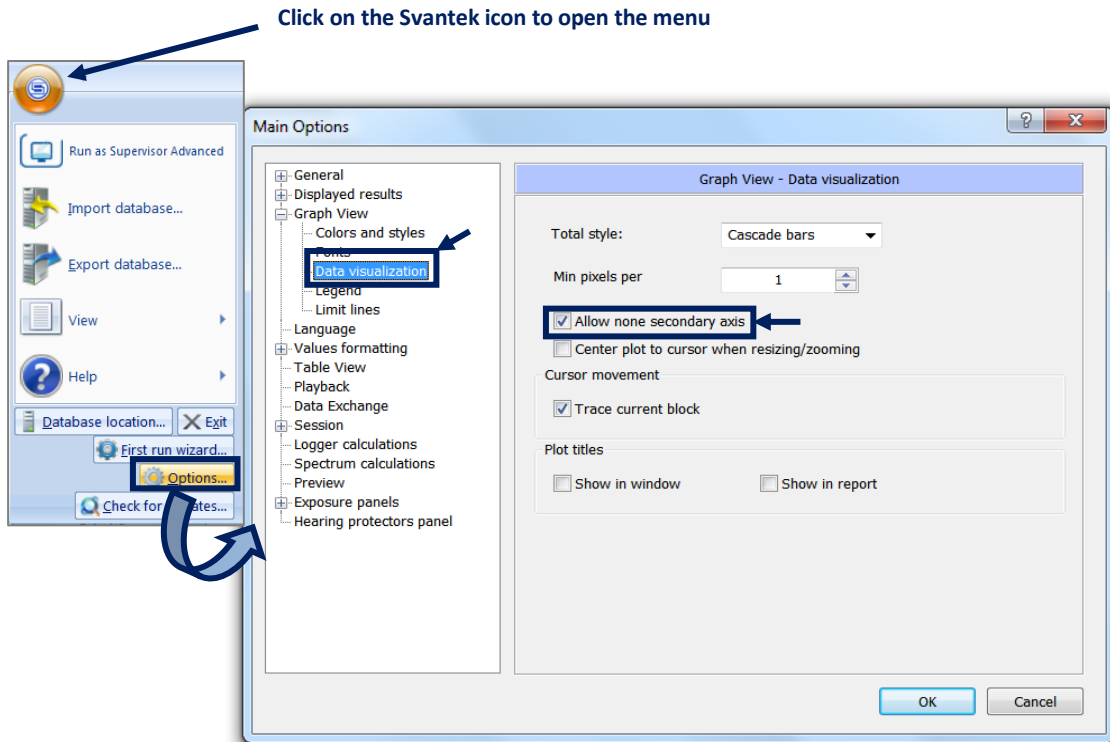 Click on the Svantek icon to open the menu
Run as Supervisor Advanced
Import database...
Export database...
View
Help
Database location...
Exit
First run wizard...
Options...
Check for
ates...
Main Options
General
Displayed results
Graph View
Colors and styles
Fonts
Data visualization
Legend
Limit lines
Language
Values formatting
Table View
Playback
Data Exchange
Session
Logger calculations
Spectrum calculations
Preview
Exposure panels
Hearing protectors panel
Graph View - Data visualization
Total style: Cascade bars
Min pixels per 1
Allow none secondary axis
Center plot to cursor when resizing/zooming
Cursor movement
Trace current block
Plot titles
Show in window Show in report
OK Cancel